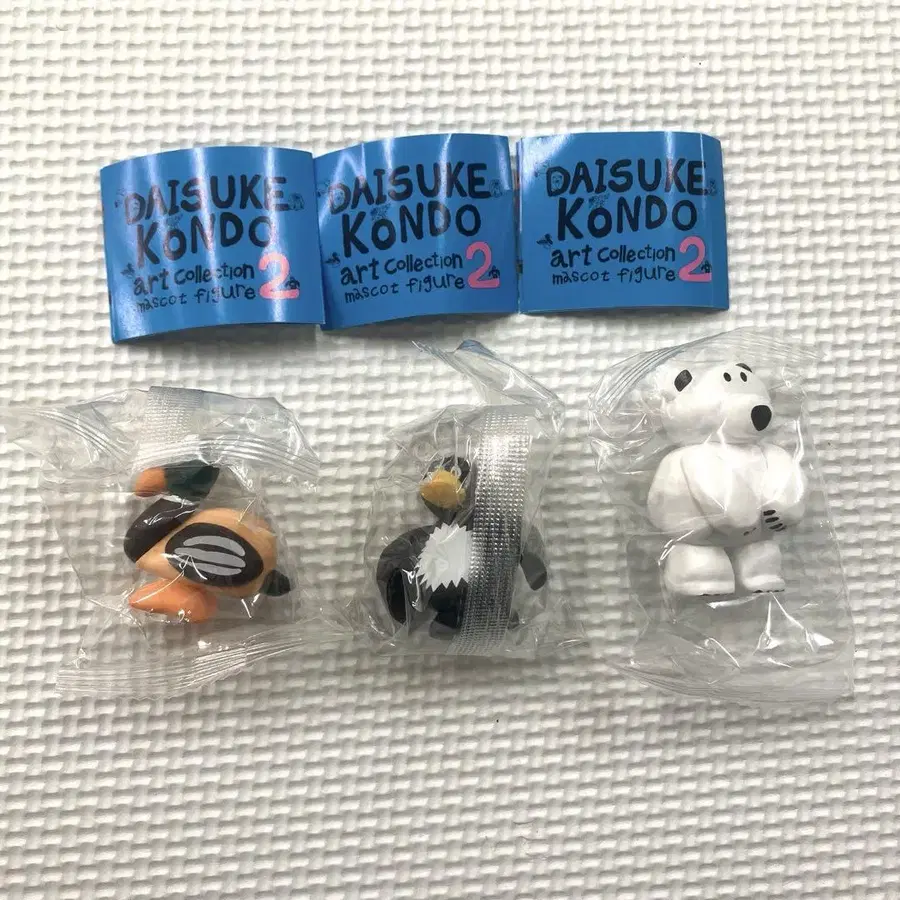 DAISUKE
KONDO
art collection
mascot figure 2
DAISUKE
KONDO
art collection
mascot figure 2
DAISUKE
KONDO
art collection
mascot figure 2